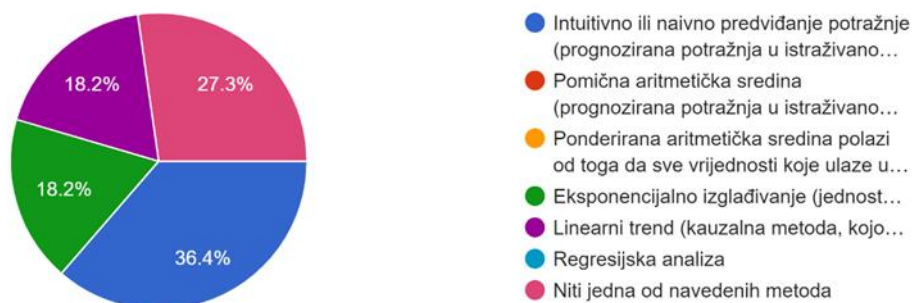 18.2%
27.3%
18.2%
36.4%
Intuitivno ili naivno predviđanje potražnje
(prognozirana potražnja u istraživano…
Pomična aritmetička sredina
(prognozirana potražnja u istraživano…
Ponderirana aritmetička sredina polazi
od toga da sve vrijednosti koje ulaze u…
Eksponencijalno izglađivanje (jednost…
Linearni trend (kauzalna metoda, kojo…
Regresijska analiza
Niti jedna od navedenih metoda